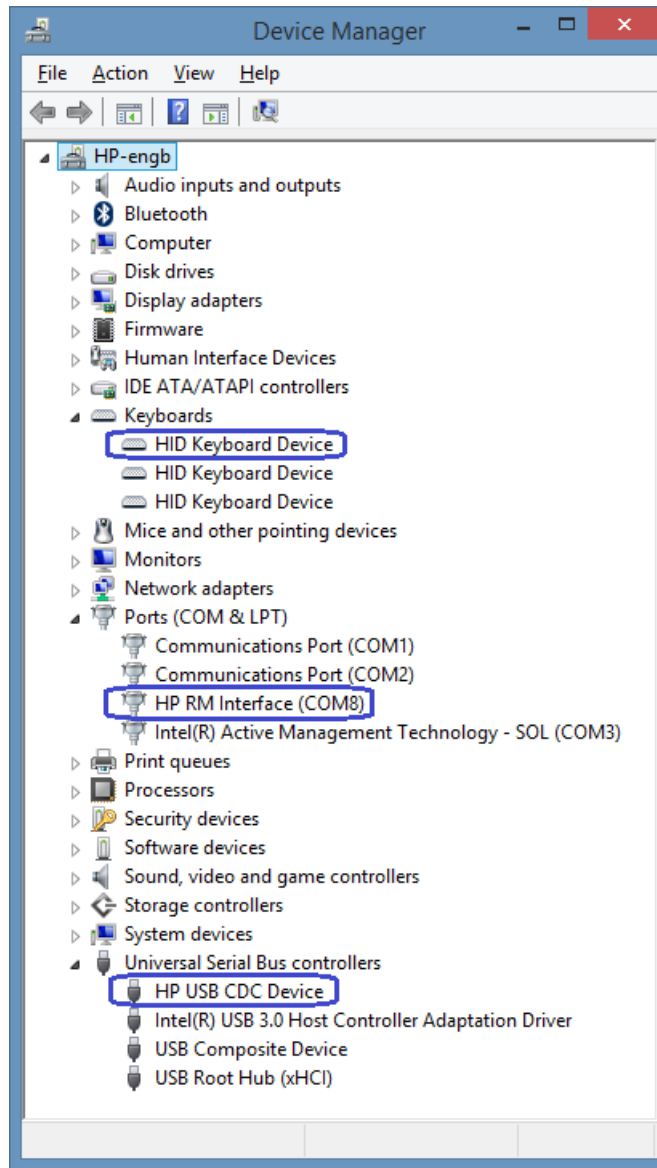 Device Manager
File Action View Help
HP-engb
Audio inputs and outputs
Bluetooth
Computer
Disk drives
Display adapters
Firmware
Human Interface Devices
IDE ATA/ATAPI controllers
Keyboards
HID Keyboard Device
HID Keyboard Device
HID Keyboard Device
Mice and other pointing devices
Monitors
Network adapters
Ports (COM & LPT)
Communications Port (COM1)
Communications Port (COM2)
HP RM Interface (COM8)
Intel(R) Active Management Technology - SOL (COM3)
Print queues
Processors
Security devices
Software devices
Sound, video and game controllers
Storage controllers
System devices
Universal Serial Bus controllers
HP USB CDC Device
Intel(R) USB 3.0 Host Controller Adaptation Driver
USB Composite Device
USB Root Hub (xHCI)